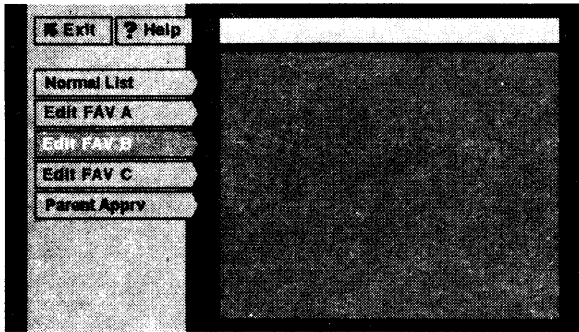 Exit ? Help
Normal List
Edit FAV A
Edit FAV B
Edit FAV C
Parent Apprv